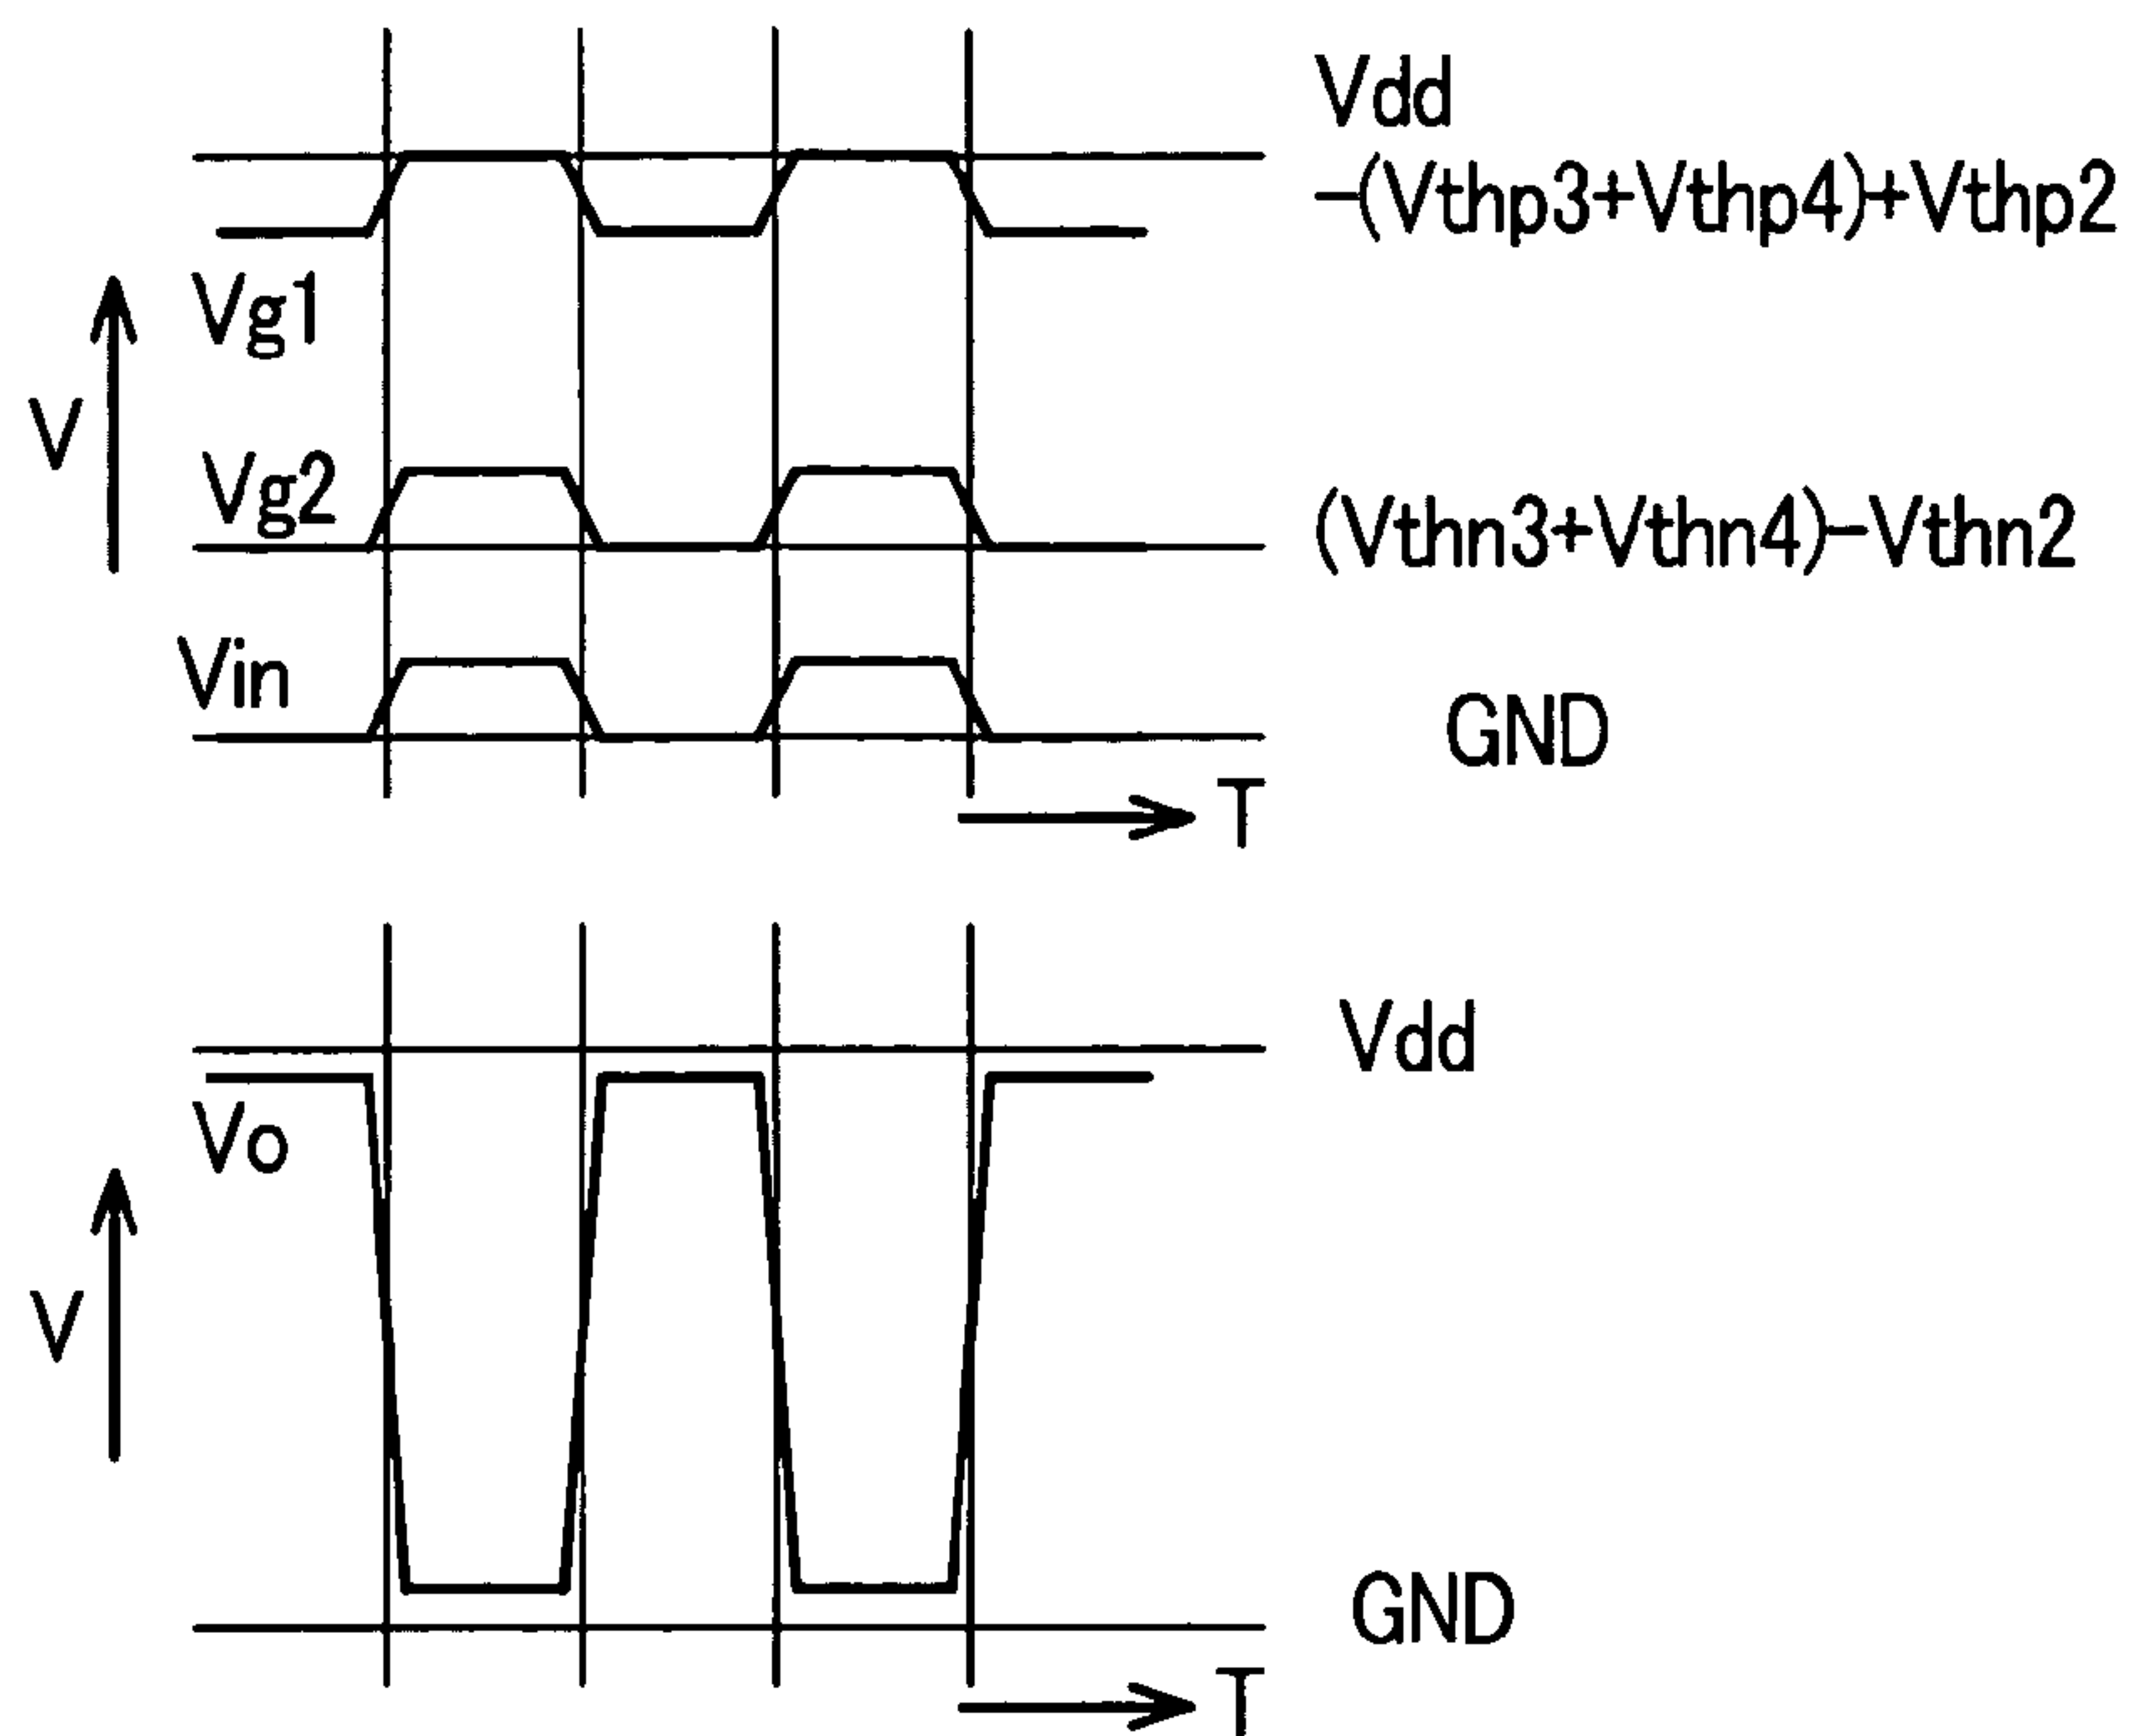 Vdd
-(Vthp3+Vthp4)+Vthp2
Vg1
V
Vg2
(Vthn3+Vthn4)-Vthn2
Vin
GND
T
Vdd
Vo
V
GND
T